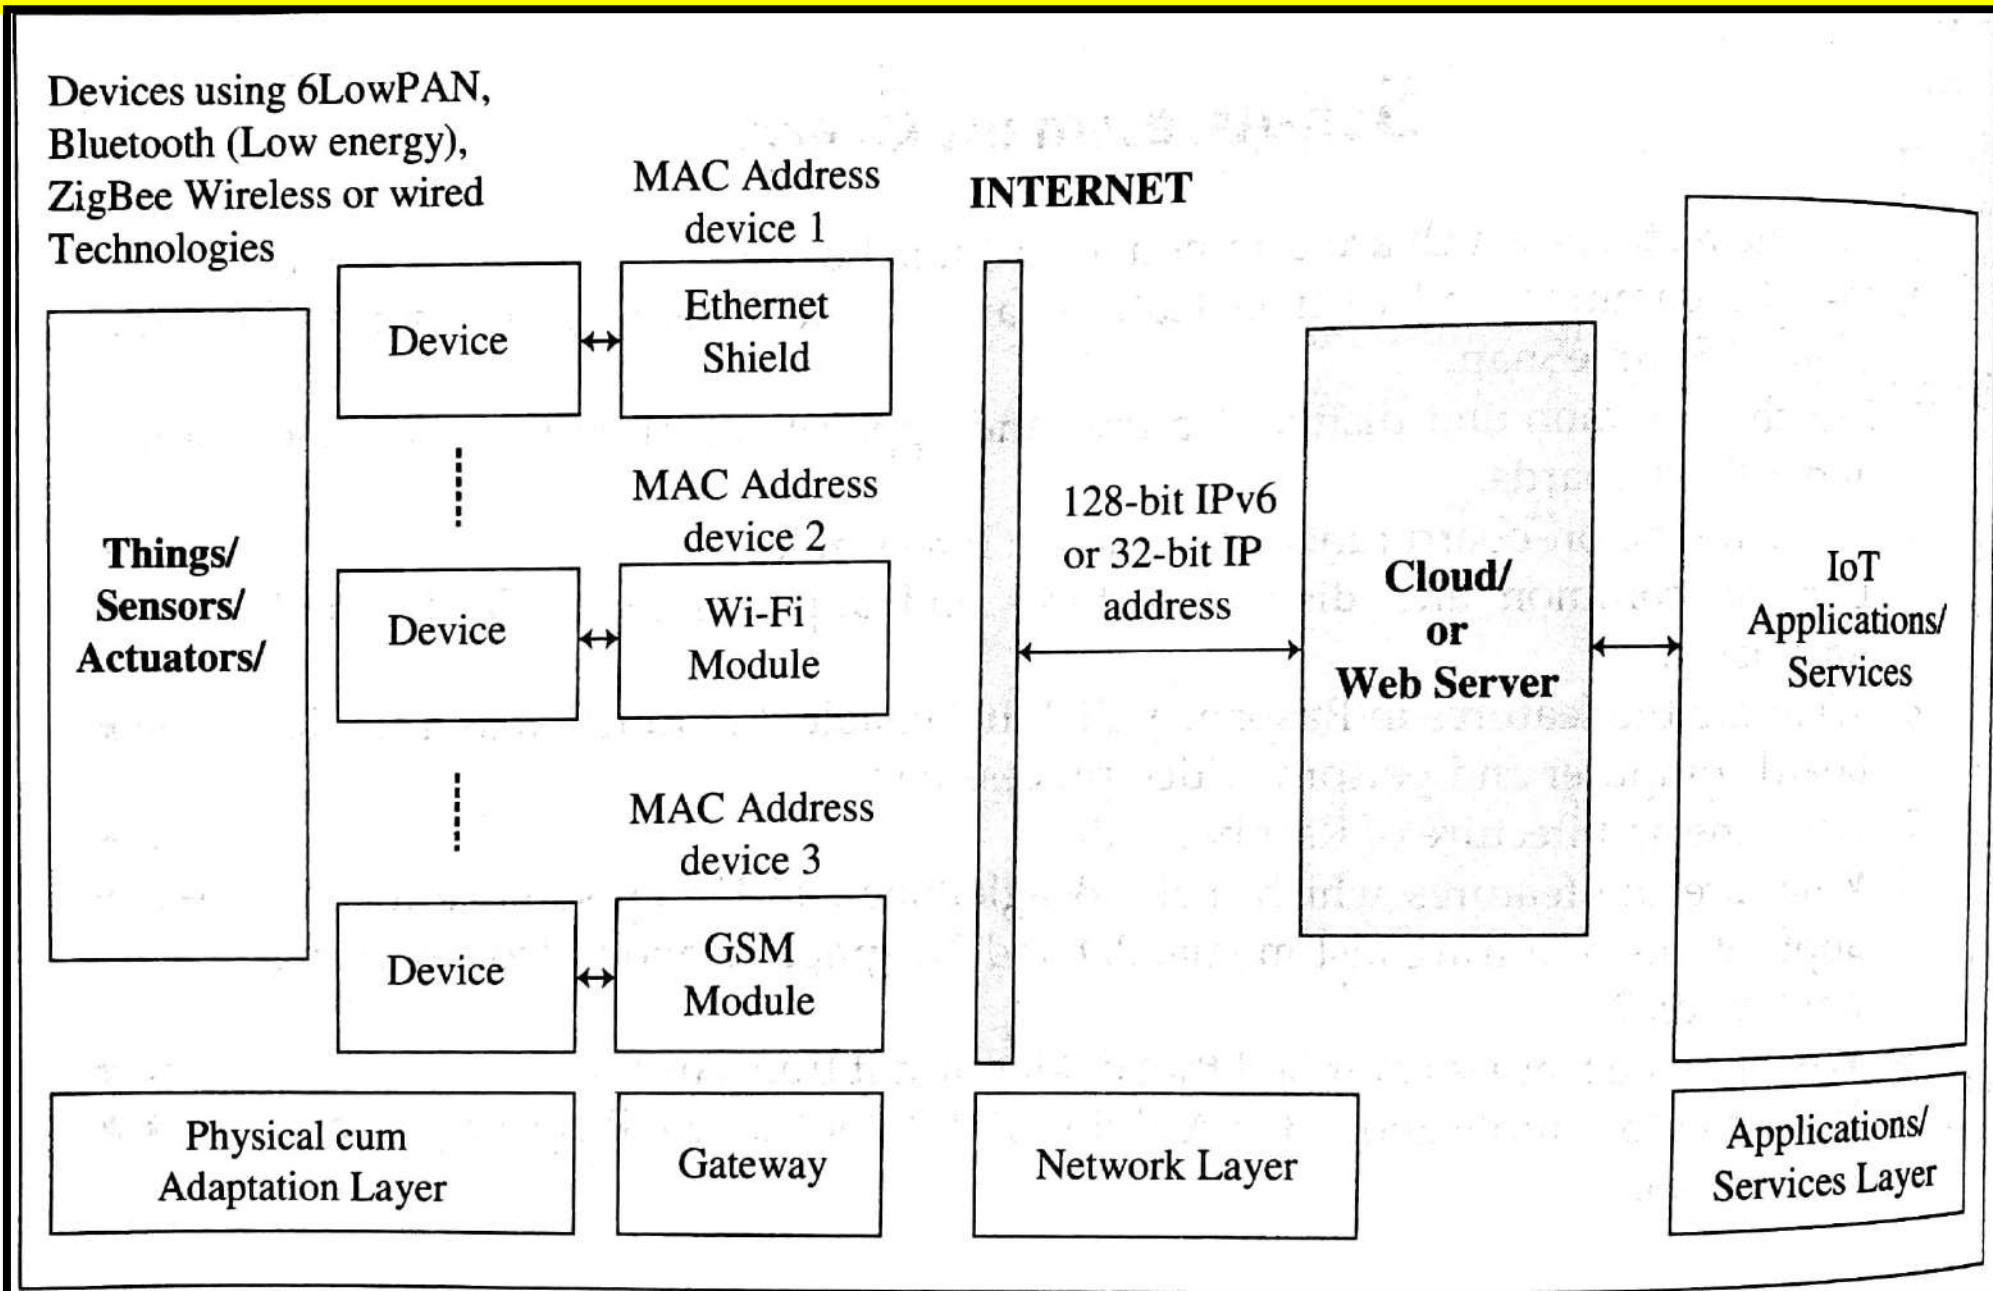 Devices using 6LowPAN,
Bluetooth (Low energy),
ZigBee Wireless or wired
Technologies
MAC Address
device 1
INTERNET
Device
Ethernet
Shield
MAC Address
device 2
Things/
Sensors/
Actuators/
Device
Wi-Fi
Module
128-bit IPv6
or 32-bit IP
address
Cloud/
or
Web Server
IoT
Applications/
Services
MAC Address
device 3
Device
GSM
Module
Physical cum
Adaptation Layer
Gateway
Network Layer
Applications/
Services Layer